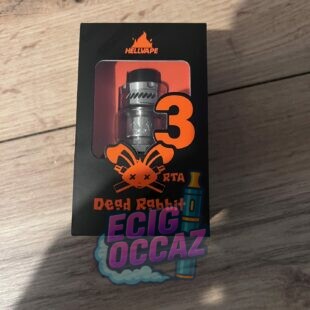 HELLVAPE
3
RTA
Dead Rabbit
ECIG
OCCAZ